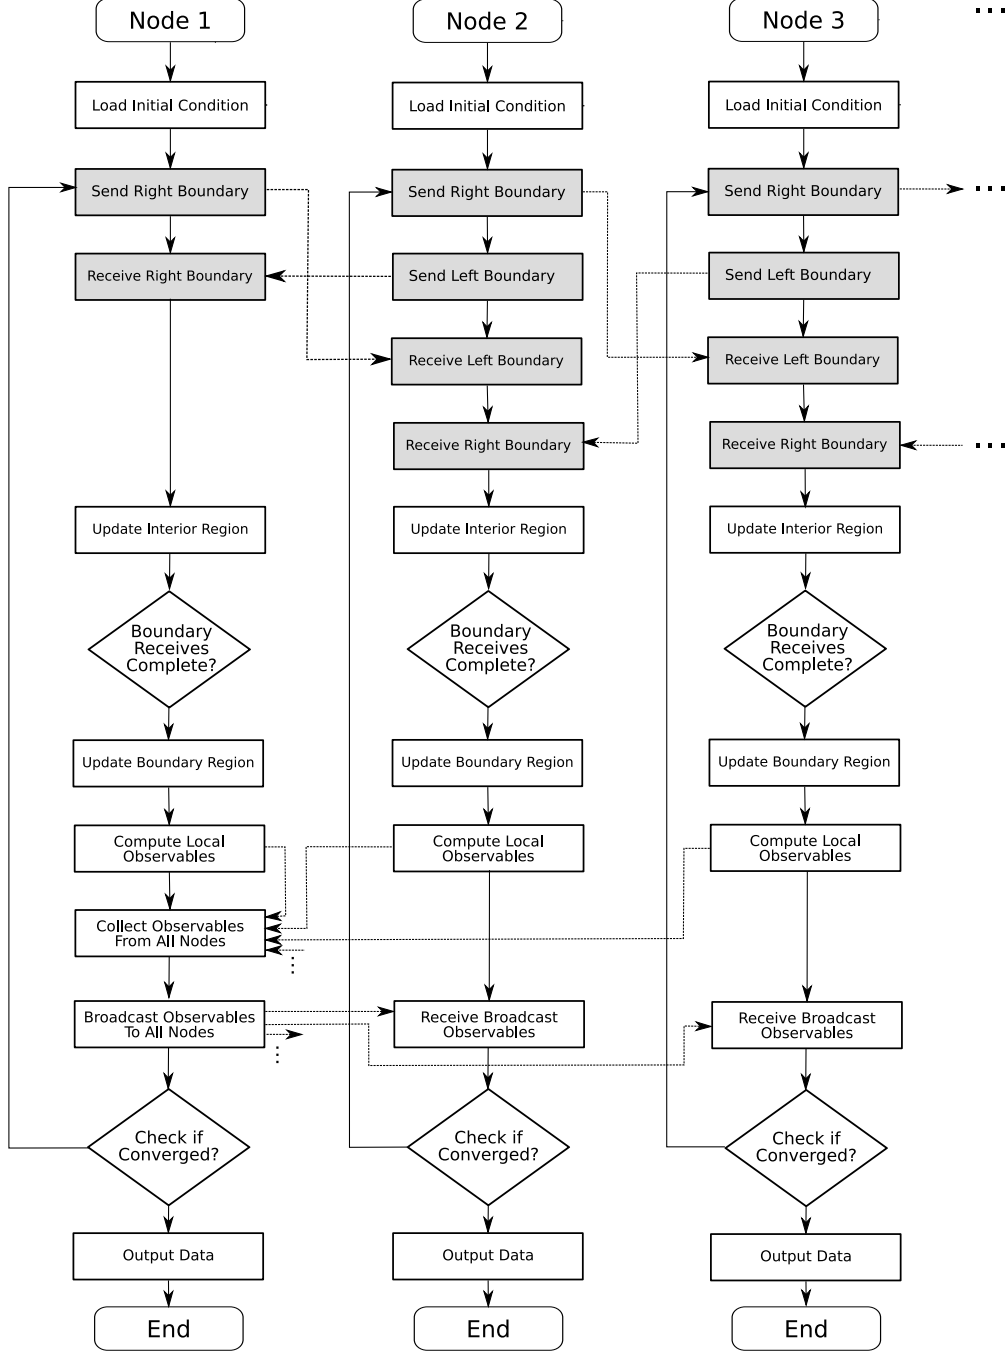 Node 1
Node 2
Node 3
Load Initial Condition
Load Initial Condition
Load Initial Condition
Send Right Boundary
Send Right Boundary
Send Right Boundary
Receive Right Boundary
Send Left Boundary
Send Left Boundary
Receive Left Boundary
Receive Left Boundary
Receive Right Boundary
Receive Right Boundary
Update Interior Region
Update Interior Region
Update Interior Region
Boundary
Receives
Complete?
Boundary
Receives
Complete?
Boundary
Receives
Complete?
Update Boundary Region
Update Boundary Region
Update Boundary Region
Compute Local
Observables
Compute Local
Observables
Compute Local
Observables
Collect Observables
From All Nodes
Broadcast Observables
To All Nodes
Receive Broadcast
Observables
Receive Broadcast
Observables
Check if
Converged?
Check if
Converged?
Check if
Converged?
Output Data
Output Data
Output Data
End
End
End